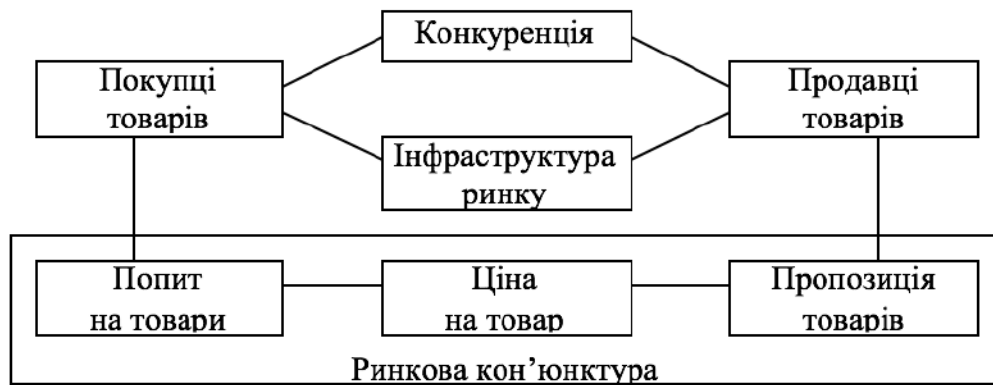 Конкуренція
Покупці
товарів
Продавці
товарів
Інфраструктура
ринку
Попит
на товари
Ціна
на товар
Пропозиція
товарів
Ринкова кон’юнктура